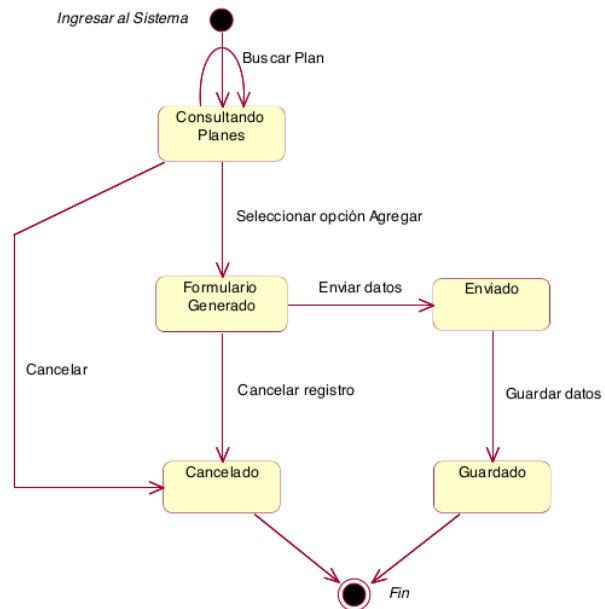 Ingresar al Sistema
Buscar Plan
Consultando
Planes
Seleccionar opción Agregar
Formulario
Generado
Enviar datos
Enviado
Cancelar
Cancelar registro
Guardar datos
Cancelado
Guardado
Fin